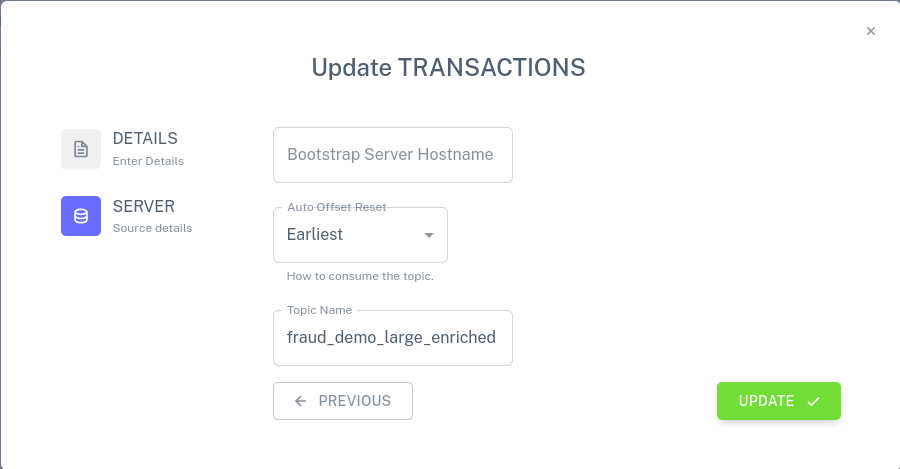 ×
Update TRANSACTIONS
DETAILS
Enter Details
SERVER
Source details
Bootstrap Server Hostname
Auto Offset Reset
Earliest
How to consume the topic.
Topic Name
fraud_demo_large_enriched
PREVIOUS
UPDATE